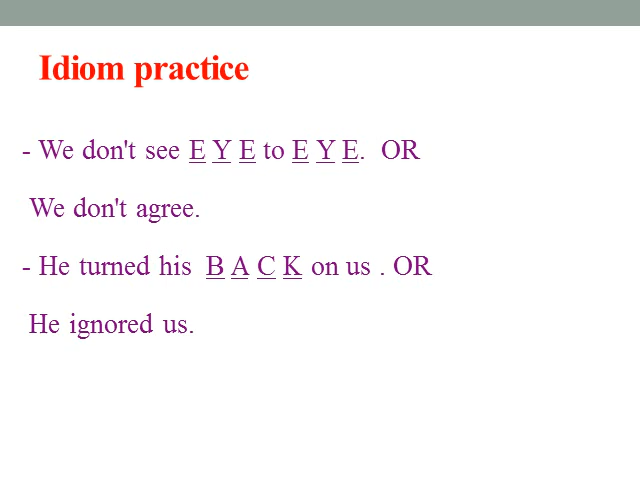 Idiom practice
- We don't see E Y E to E Y E.  OR
We don't agree.
- He turned his  B A C K on us . OR
He ignored us.